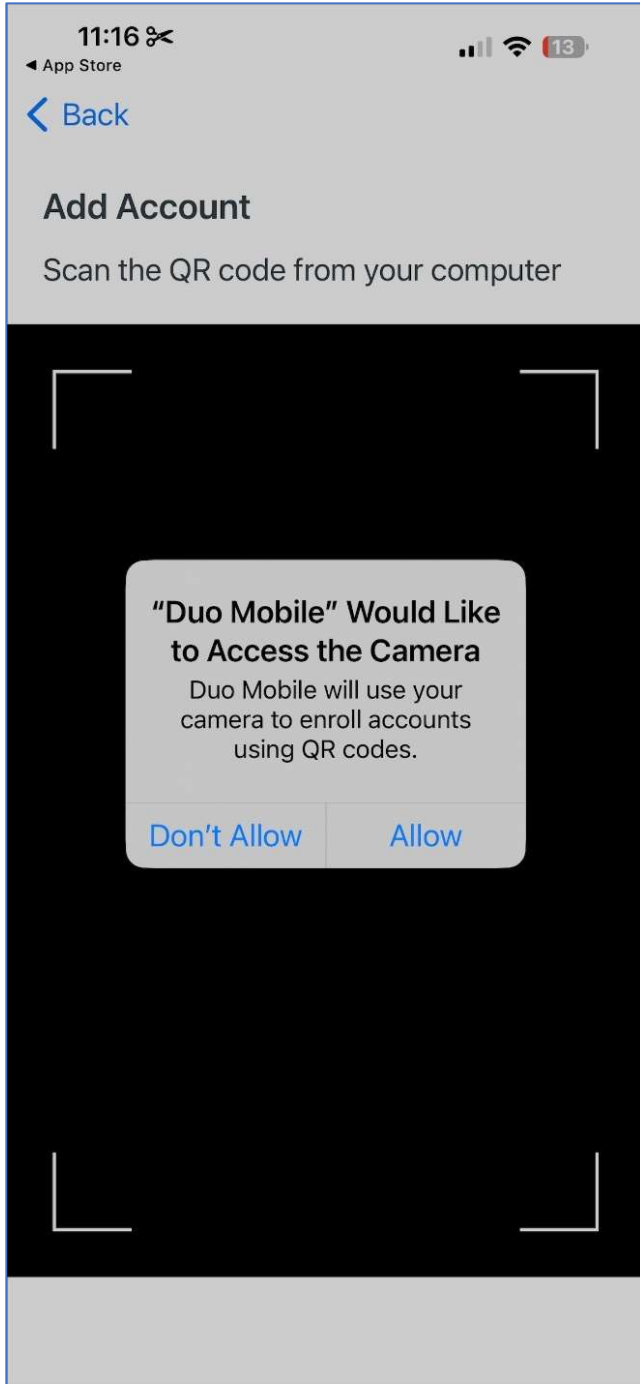 11:16
◀ App Store
Back
13
Add Account
Scan the QR code from your computer
“Duo Mobile” Would Like
to Access the Camera
Duo Mobile will use your
camera to enroll accounts
using QR codes.
Don’t Allow
Allow